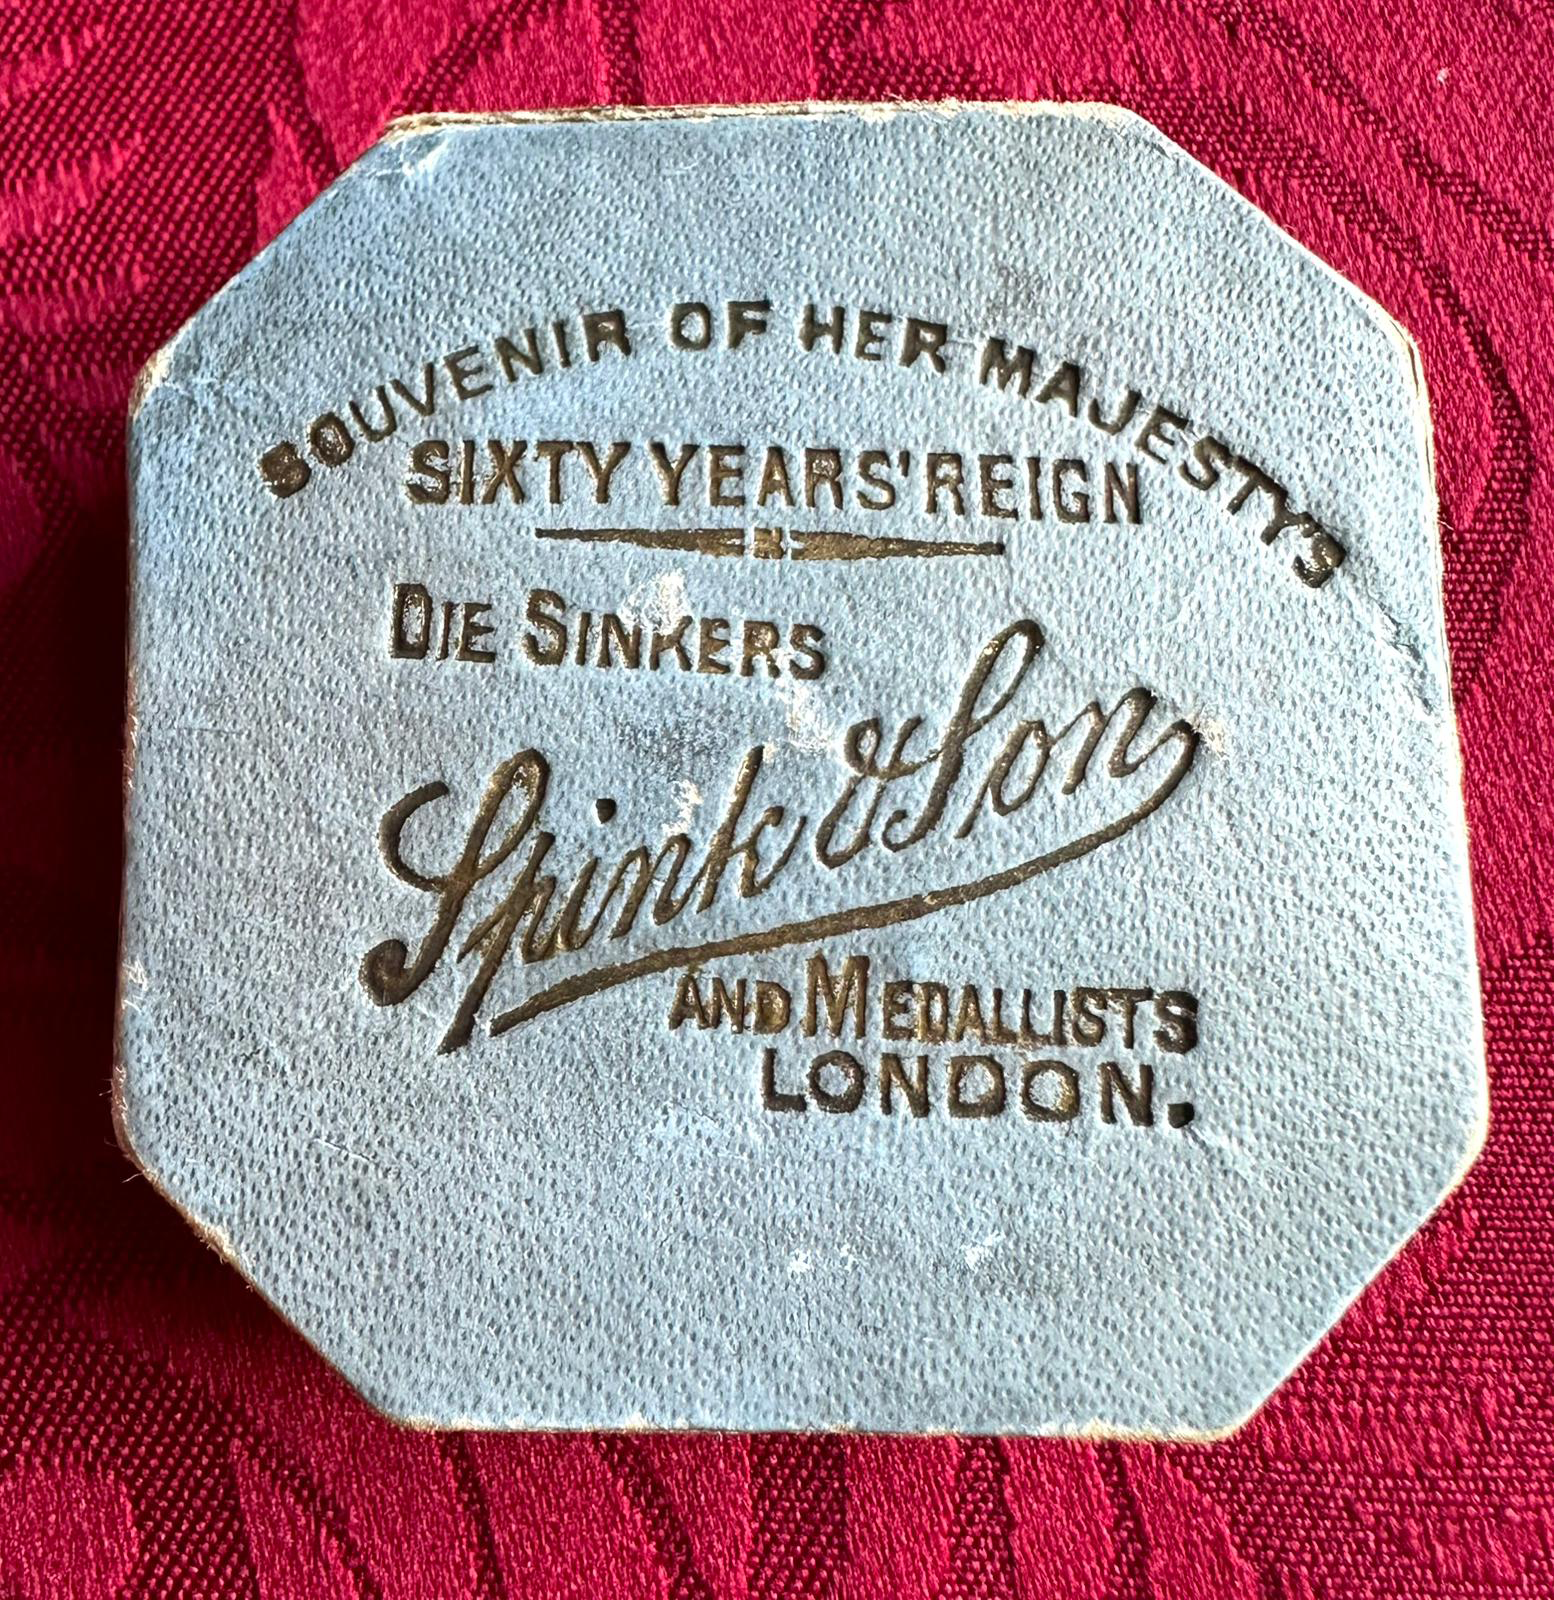 SOUVENIR OF HER MAJESTY'S
SIXTY YEARS' REIGN
DIE SINKERS
Spink & Son
AND MEDALLISTS
LONDON.